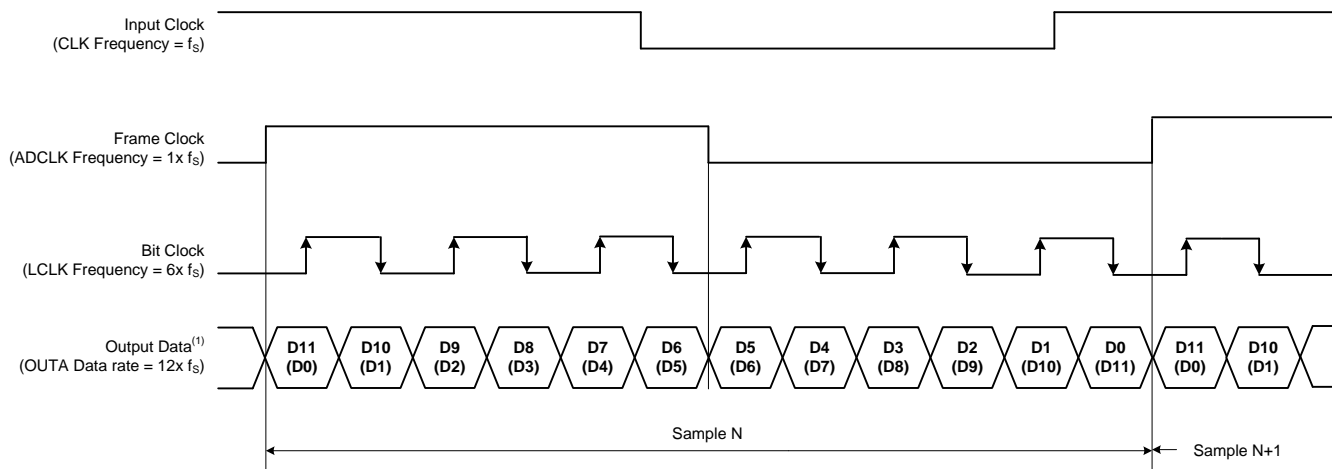 Input Clock
(CLK Frequency = fS)
Frame Clock
(ADCLK Frequency = 1x fS)
Bit Clock
(LCLK Frequency = 6x fS)
Output Data(1)
(OUTA Data rate = 12x fS)
D11 D10 D9 D8 D7 D6 D5 D4 D3 D2 D1 D0 D11 D10
(D0) (D1) (D2) (D3) (D4) (D5) (D6) (D7) (D8) (D9) (D10) (D11) (D0) (D1)
Sample N
Sample N+1